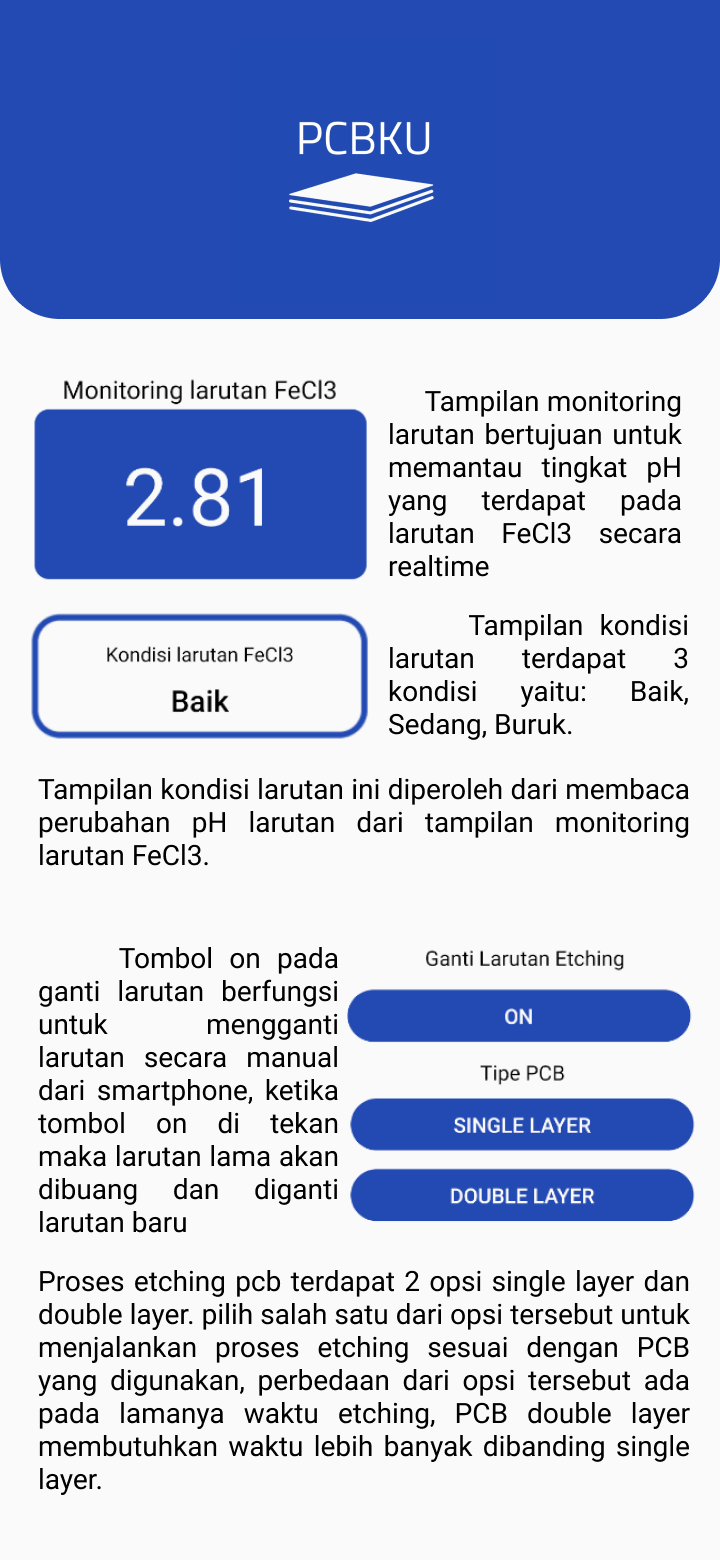 PCBKU
Monitoring larutan FeCl3
2.81
Tampilan monitoring
larutan bertujuan untuk
memantau tingkat pH
yang terdapat pada
larutan FeCl3 secara
realtime
Kondisi larutan FeCl3
Baik
Tampilan kondisi
larutan terdapat 3
kondisi yaitu: Baik,
Sedang, Buruk.
Tampilan kondisi larutan ini diperoleh dari membaca
perubahan pH larutan dari tampilan monitoring
larutan FeCl3.
Tombol on pada
ganti larutan berfungsi
untuk mengganti
larutan secara manual
dari smartphone, ketika
tombol on di tekan
maka larutan lama akan
dibuang dan diganti
larutan baru
Ganti Larutan Etching
ON
Tipe PCB
SINGLE LAYER
DOUBLE LAYER
Proses etching pcb terdapat 2 opsi single layer dan
double layer. pilih salah satu dari opsi tersebut untuk
menjalankan proses etching sesuai dengan PCB
yang digunakan, perbedaan dari opsi tersebut ada
pada lamanya waktu etching, PCB double layer
membutuhkan waktu lebih banyak dibanding single
layer.